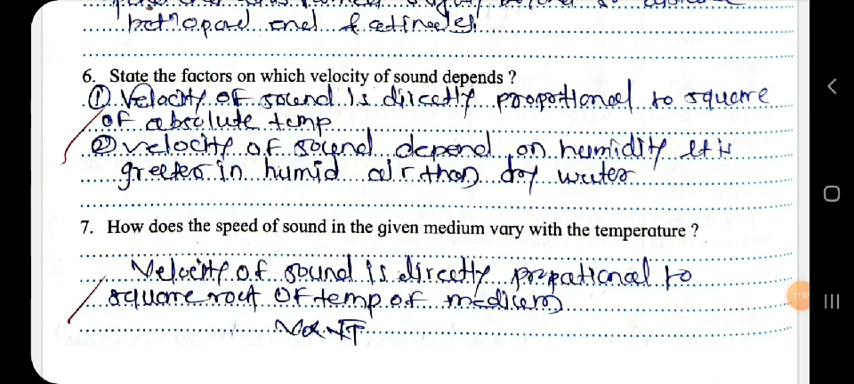 both opard and f
6. State the factors on which velocity of sound depends ?
① Velocity of sound is directly proportional to square
of absolute temp
② velocity of sound depend on humidity it is
greater in humid air than dry water
7. How does the speed of sound in the given medium vary with the temperature ?
Velocity of sound is directly propational to
square root of temp of medium
V α √T